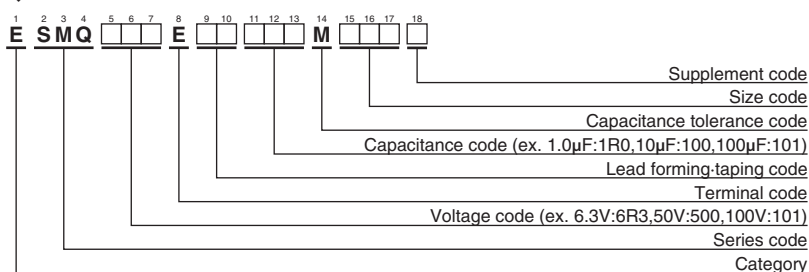 1 2 3 4 5 6 7 8 9 10 11 12 13 14 15 16 17 18
E SMQ □□□ E □□ □□□ M □□□ □
Supplement code
Size code
Capacitance tolerance code
Capacitance code (ex. 1.0μF:1R0,10μF:100,100μF:101)
Lead forming·taping code
Terminal code
Voltage code (ex. 6.3V:6R3,50V:500,100V:101)
Series code
Category